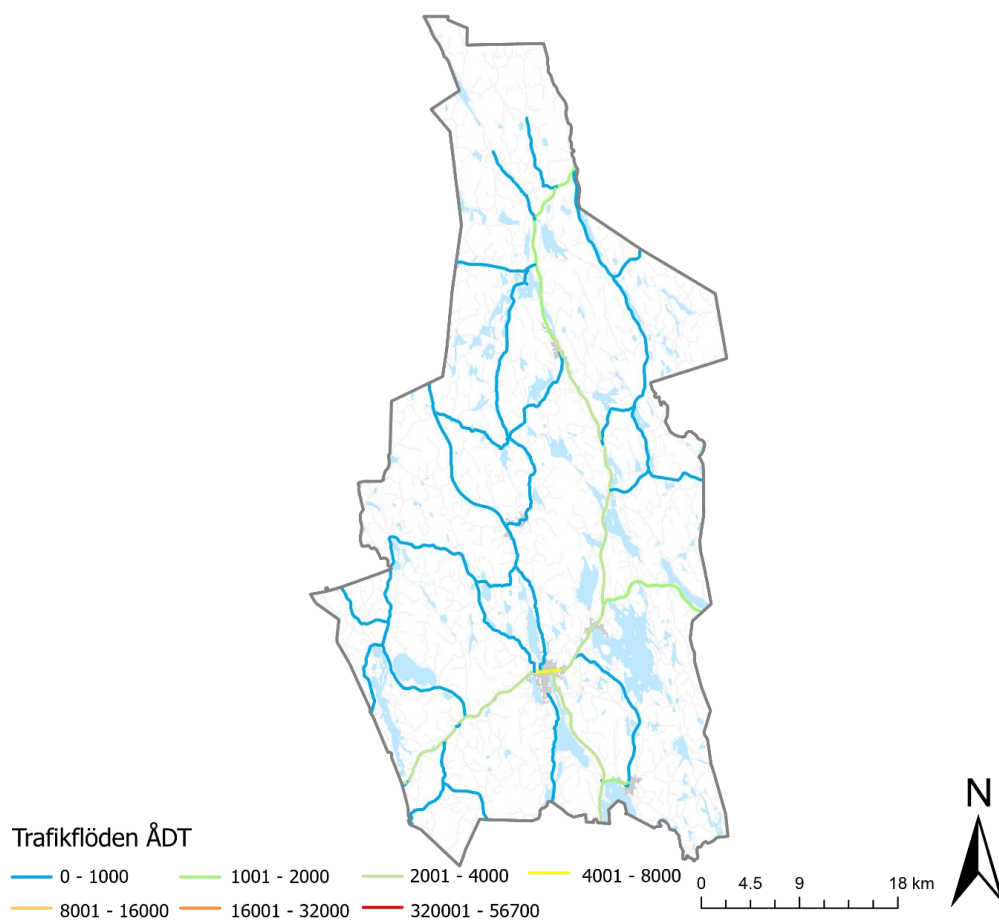 N
Trafikflöden ÅDT
0 - 1000 1001 - 2000 2001 - 4000 4001 - 8000
8001 - 16000 16001 - 32000 320001 - 56700
0 4.5 9 18 km